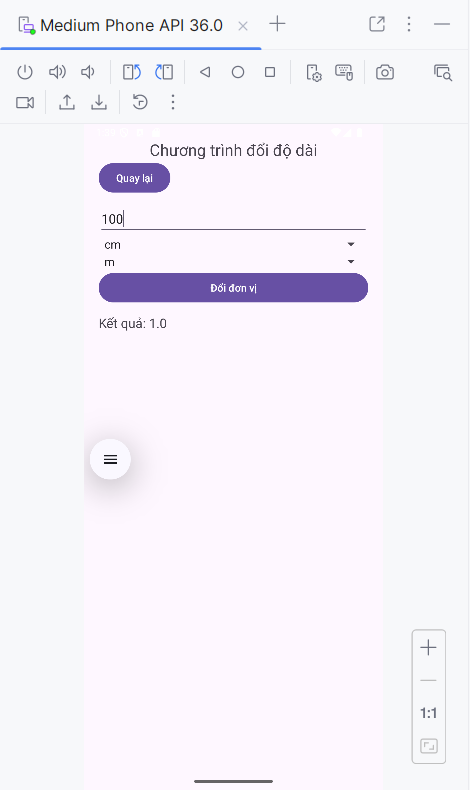 Medium Phone API 36.0
Chương trình đổi độ dài
Quay lại
100
cm
m
Đổi đơn vị
Kết quả: 1.0
1:1